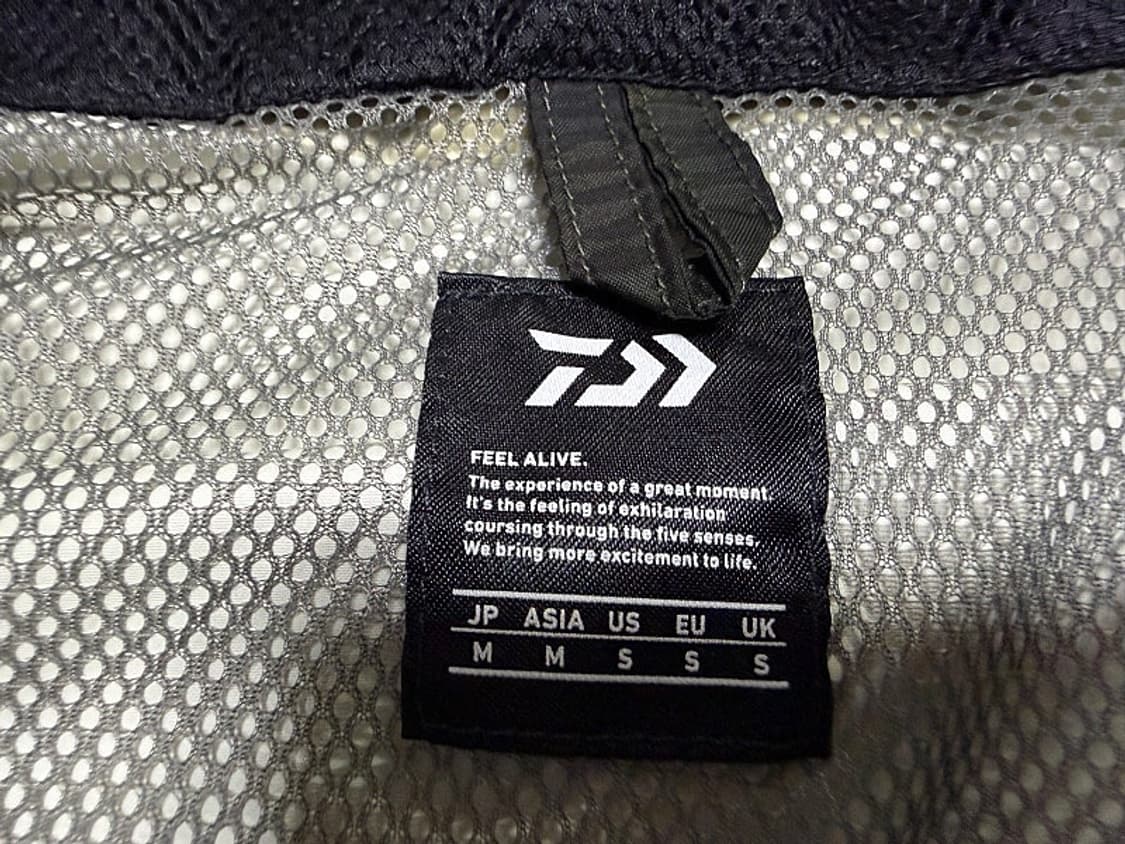 FEEL ALIVE.
The experience of a great moment.
It's the feeling of exhilaration
coursing through the five senses.
We bring more excitement to life.
JP ASIA US EU UK
M M S S S